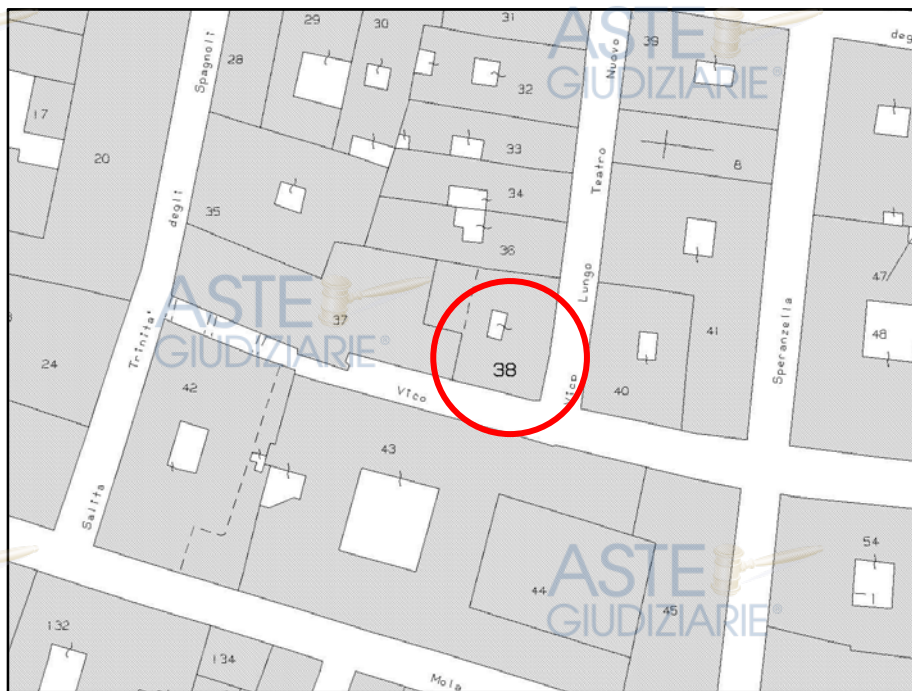 29
30
31
39
deg
ASTE
GIUDIZIARIE®
28
32
17
33
20
8
34
35
36
47
37
ASTE
GIUDIZIARIE®
48
41
24
38
42
40
43
54
ASTE
GIUDIZIARIE®
44
45
132
134
Salita Trinita' degli Spagnoli
Vico Lungo Teatro Nuovo
Speranzella
Vico
Mola